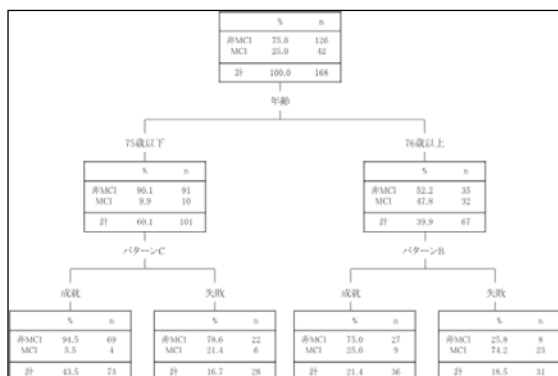 % n
非MCI 75.0 126
MCI 25.0 42
計 100.0 168
年齢
75歳以下 76歳以上
% n % n
非MCI 90.1 91 非MCI 52.2 35
MCI 9.9 10 MCI 47.8 32
計 60.1 101 計 39.9 67
パターンC パターンB
成就 失敗 成就 失敗
% n % n % n % n
非MCI 94.5 69 非MCI 78.6 22 非MCI 75.0 27 非MCI 25.8 8
MCI 5.5 4 MCI 21.4 6 MCI 25.0 9 MCI 74.2 23
計 43.5 73 計 16.7 28 計 21.4 36 計 18.5 31